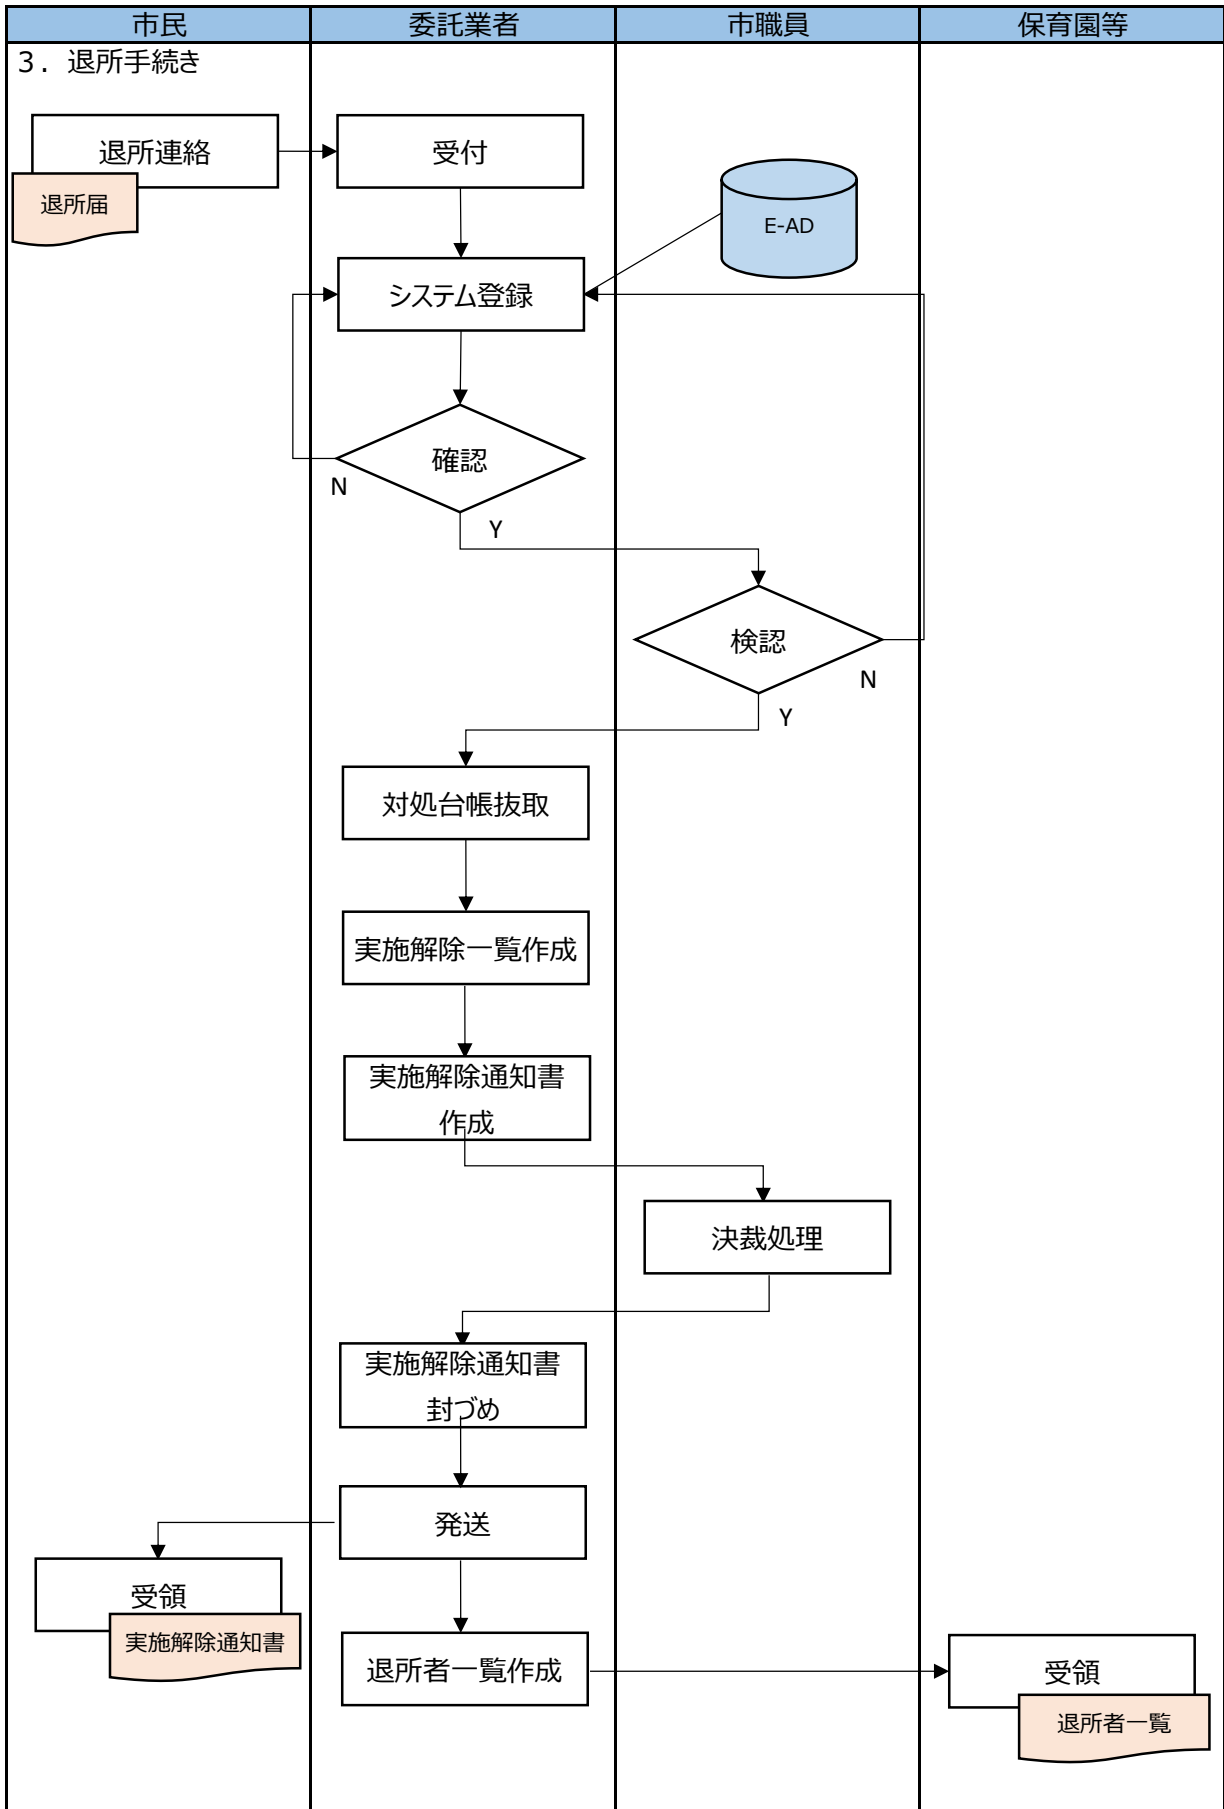 市民
委託業者
市職員
保育園等
３．退所手続き
退所連絡
退所届
受付
E-AD
システム登録
確認
N
Y
検認
N
Y
対処台帳抜取
実施解除一覧作成
実施解除通知書
作成
決裁処理
実施解除通知書
封づめ
発送
受領
実施解除通知書
退所者一覧作成
受領
退所者一覧